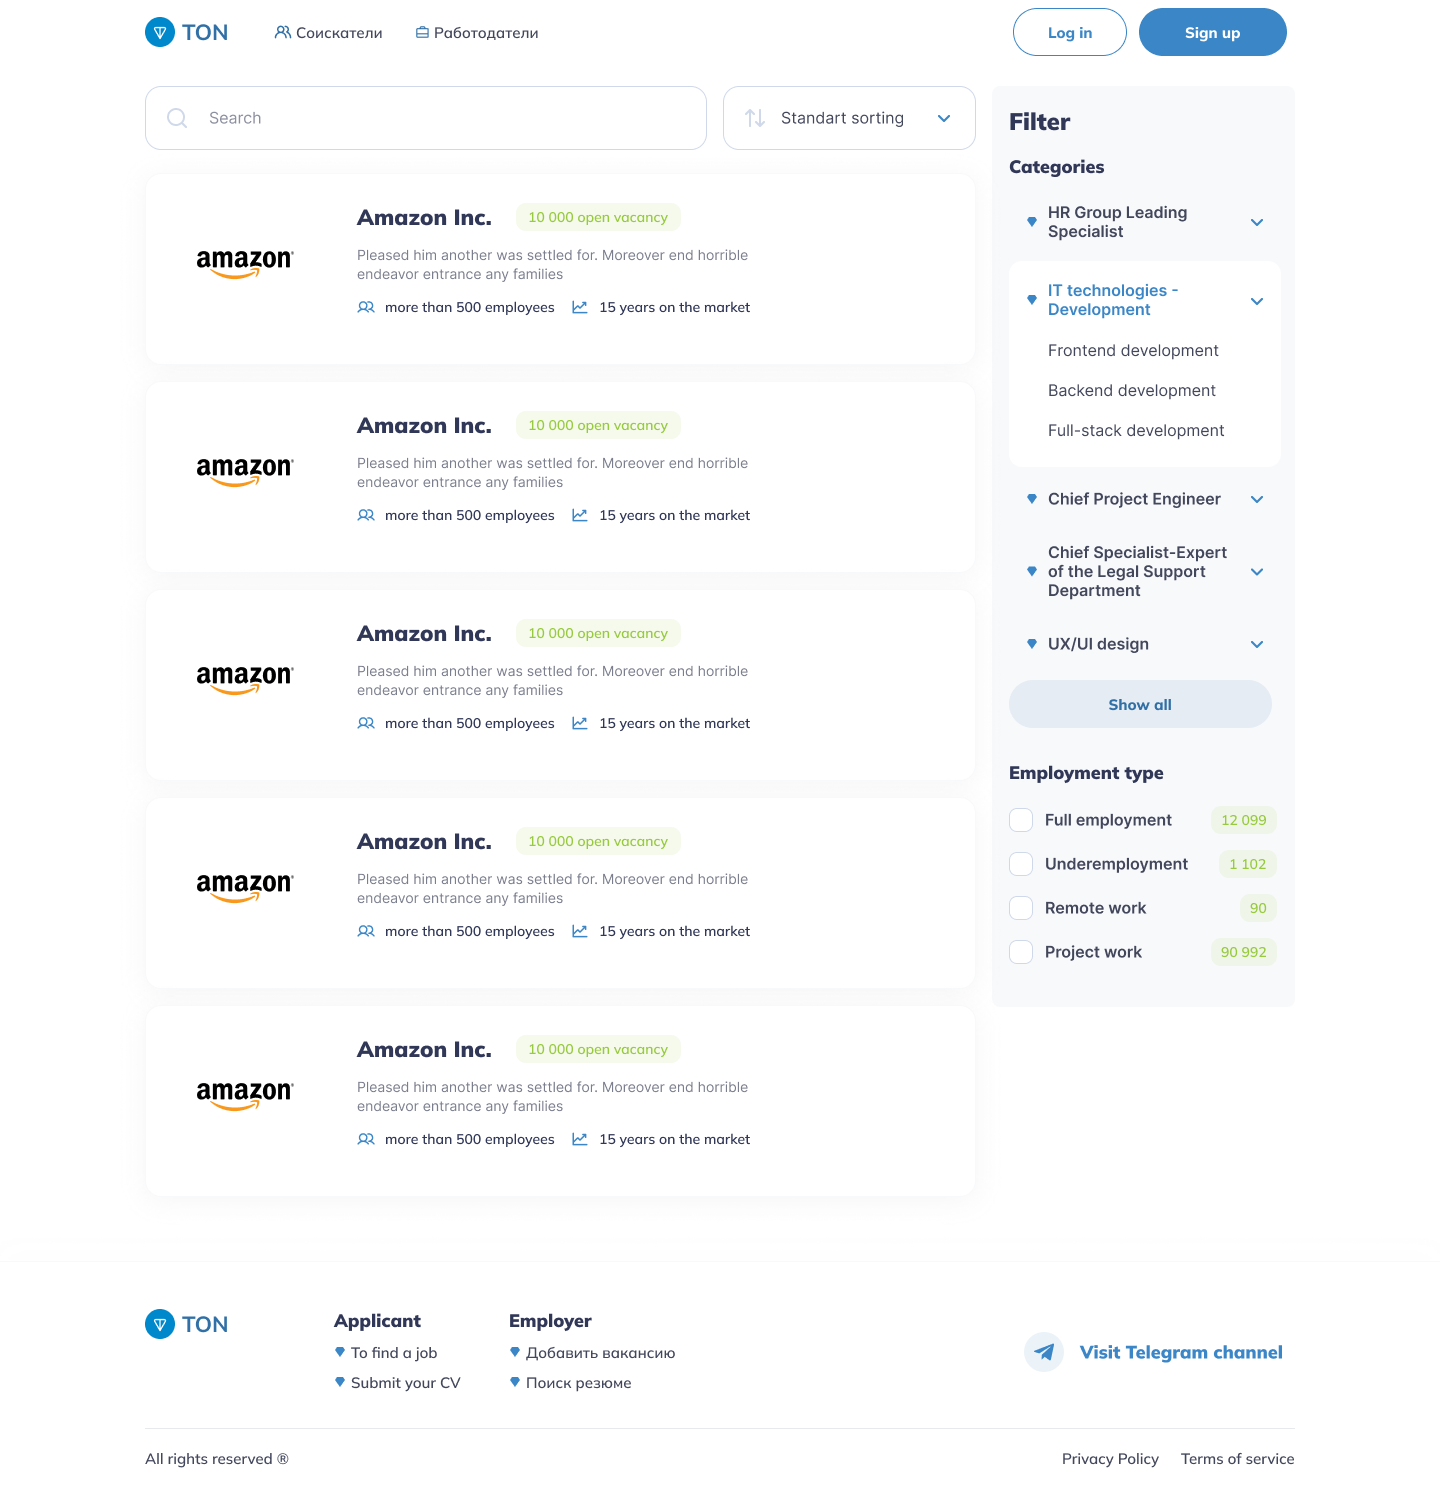 TON
Соискатели
Работодатели
Log in
Sign up
Search
Standart sorting
amazon
Amazon Inc.
10 000 open vacancy
Pleased him another was settled for. Moreover end horrible
endeavor entrance any families
more than 500 employees
15 years on the market
amazon
Amazon Inc.
10 000 open vacancy
Pleased him another was settled for. Moreover end horrible
endeavor entrance any families
more than 500 employees
15 years on the market
amazon
Amazon Inc.
10 000 open vacancy
Pleased him another was settled for. Moreover end horrible
endeavor entrance any families
more than 500 employees
15 years on the market
amazon
Amazon Inc.
10 000 open vacancy
Pleased him another was settled for. Moreover end horrible
endeavor entrance any families
more than 500 employees
15 years on the market
amazon
Amazon Inc.
10 000 open vacancy
Pleased him another was settled for. Moreover end horrible
endeavor entrance any families
more than 500 employees
15 years on the market
Filter
Categories
HR Group Leading
Specialist
IT technologies -
Development
Frontend development
Backend development
Full-stack development
Chief Project Engineer
Chief Specialist-Expert
of the Legal Support
Department
UX/UI design
Show all
Employment type
Full employment
12 099
Underemployment
1 102
Remote work
90
Project work
90 992
TON
Applicant
To find a job
Submit your CV
Employer
Добавить вакансию
Поиск резюме
Visit Telegram channel
All rights reserved ®
Privacy Policy
Terms of service